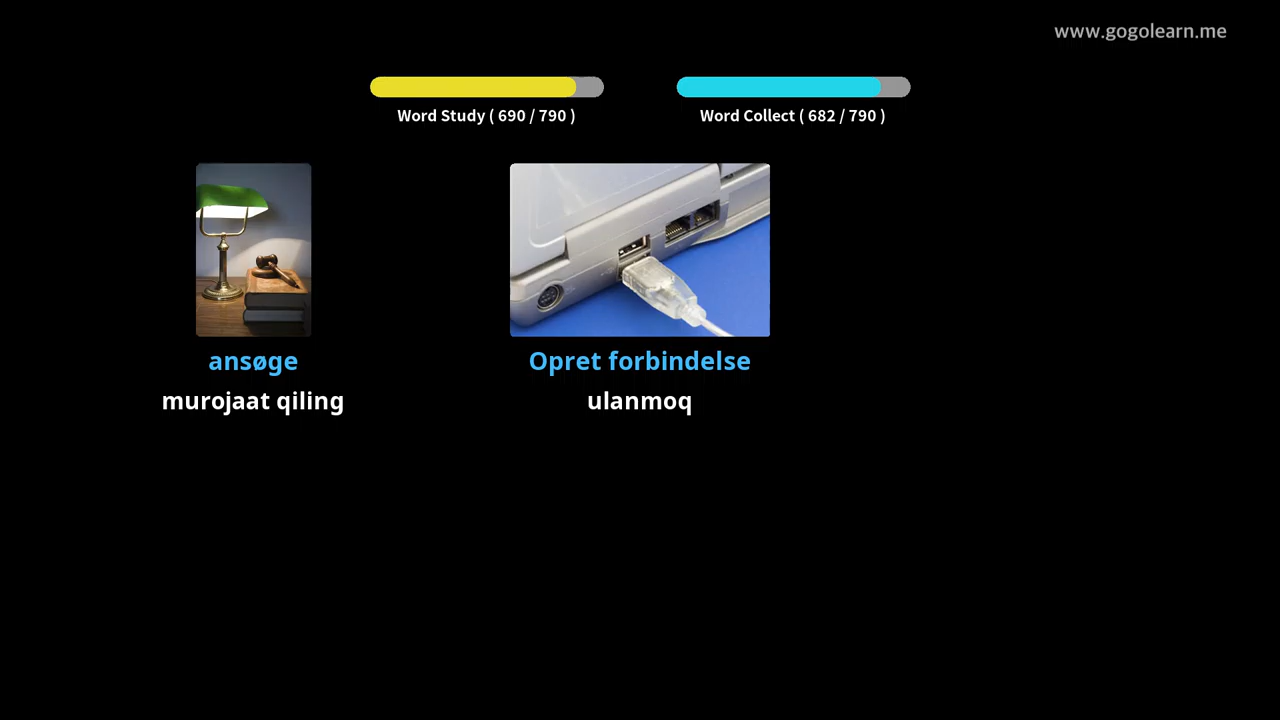 www.gogolearn.me
Word Study ( 690 / 790 )
Word Collect ( 682 / 790 )
ansøge
Opret forbindelse
murojaat qiling
ulanmoq